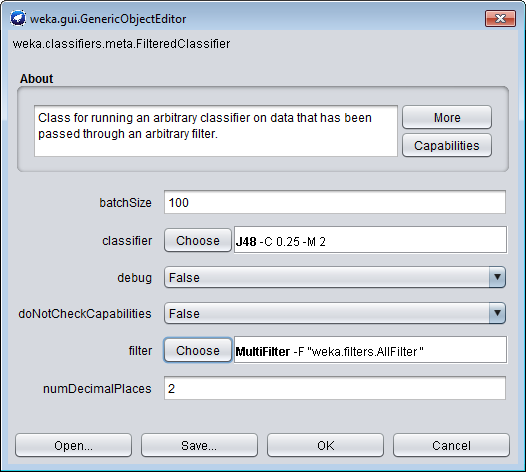 weka.gui.GenericObjectEditor
weka.classifiers.meta.FilteredClassifier
About
Class for running an arbitrary classifier on data that has been
passed through an arbitrary filter.
More
Capabilities
batchSize 100
classifier Choose J48 -C 0.25 -M 2
debug False
doNotCheckCapabilities False
filter Choose MultiFilter -F "weka.filters.AllFilter "
numDecimalPlaces 2
Open... Save... OK Cancel